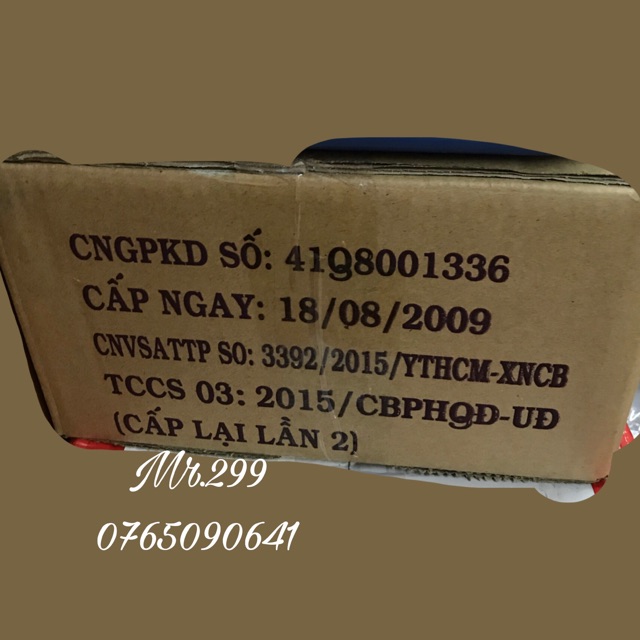 CNGPKD SỐ: 41Q8001336
CẤP NGAY: 18/08/2009
CNVSATTP SO: 3392/2015/YTHCM-XNCB
TCCS 03: 2015/CBPHQĐ-UĐ
(CẤP LẠI LẦN 2)
Mr.299
0765090641